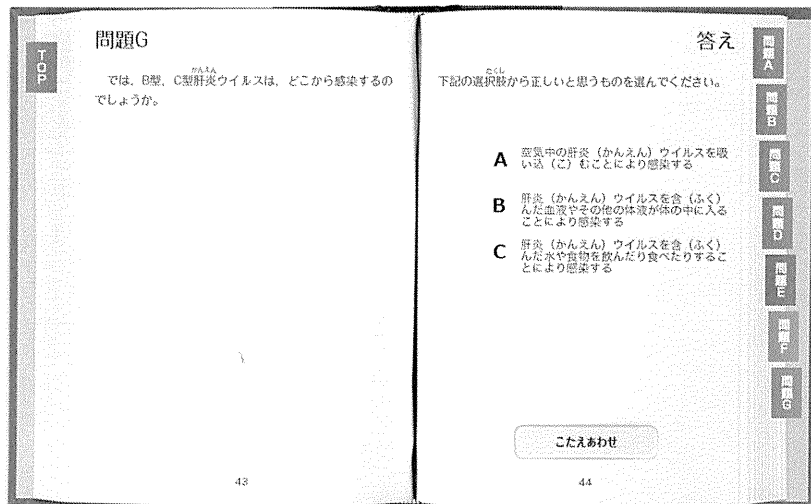 TOP
問題G
かんえん
では、B型、C型肝炎ウイルスは、どこから感染するの
でしょうか。
43
答え
たくし
下記の選択肢から正しいと思うものを選んでください。
A 空気中の肝炎（かんえん）ウイルスを吸
い込（こ）むことにより感染する
B 肝炎（かんえん）ウイルスを含（ふく）
んだ血液やその他の体液が体の中に入る
ことにより感染する
C 肝炎（かんえん）ウイルスを含（ふく）
んだ水や食物を飲んだり食べたりするこ
とにより感染する
こたえあわせ
44
問題A
問題B
問題C
問題D
問題E
問題F
問題G